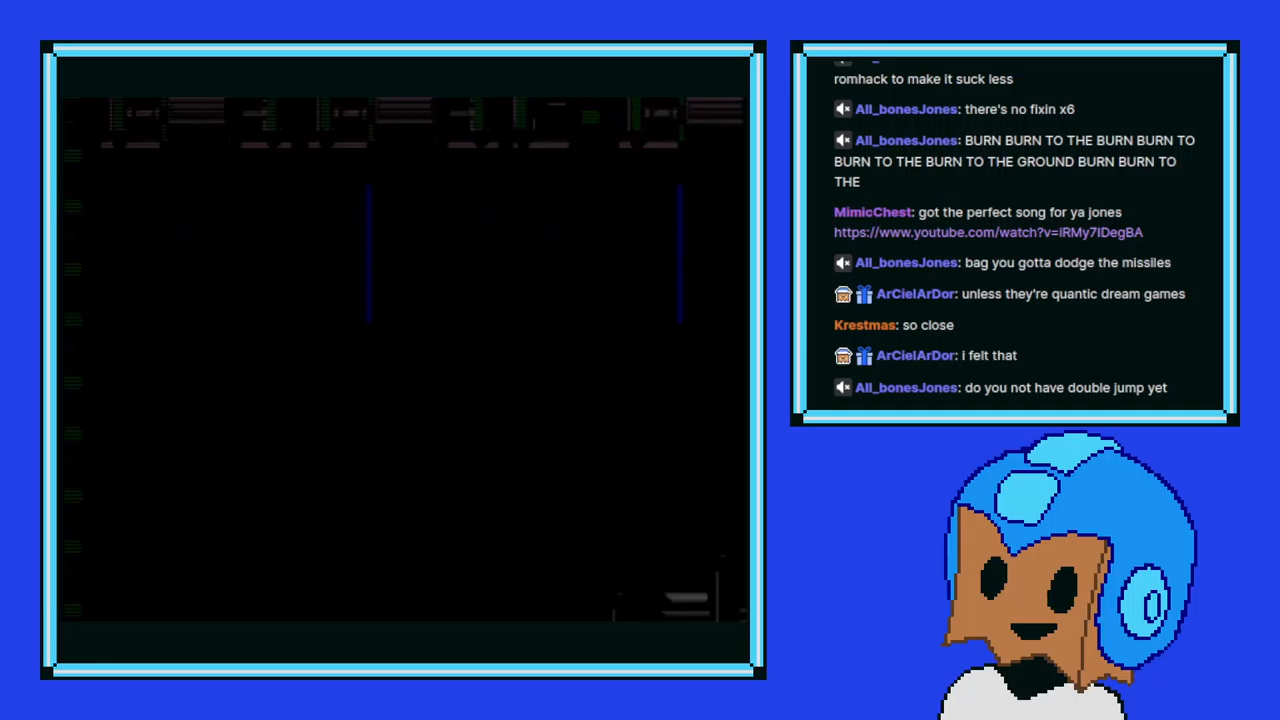 romhack to make it suck less
All_bonesJones: there's no fixin x6
All_bonesJones: BURN BURN TO THE BURN BURN TO
BURN TO THE BURN TO THE GROUND BURN BURN TO
THE
MimicChest: got the perfect song for ya jones
https://www.youtube.com/watch?v=lRMy7IDegBA
All_bonesJones: bag you gotta dodge the missiles
ArCielArDor: unless they're quantic dream games
Krestmas: so close
ArCielArDor: i felt that
All_bonesJones: do you not have double jump yet